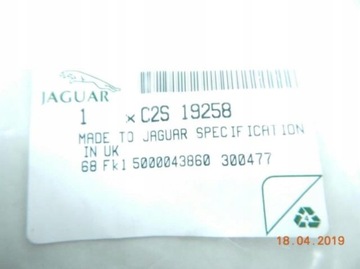 JAGUAR
1 x C2S 19258
MADE TO JAGUAR SPECIFICATION
IN UK
68 Fk1 5000043860 300477
18.04.2019